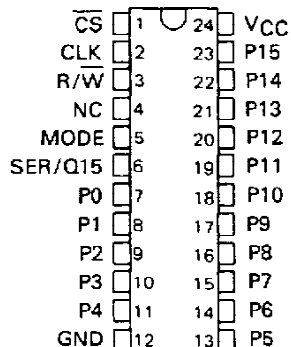 CS 1 24 VCC
CLK 2 23 P15
R/W 3 22 P14
NC 4 21 P13
MODE 5 20 P12
SER/Q15 6 19 P11
P0 7 18 P10
P1 8 17 P9
P2 9 16 P8
P3 10 15 P7
P4 11 14 P6
GND 12 13 P5